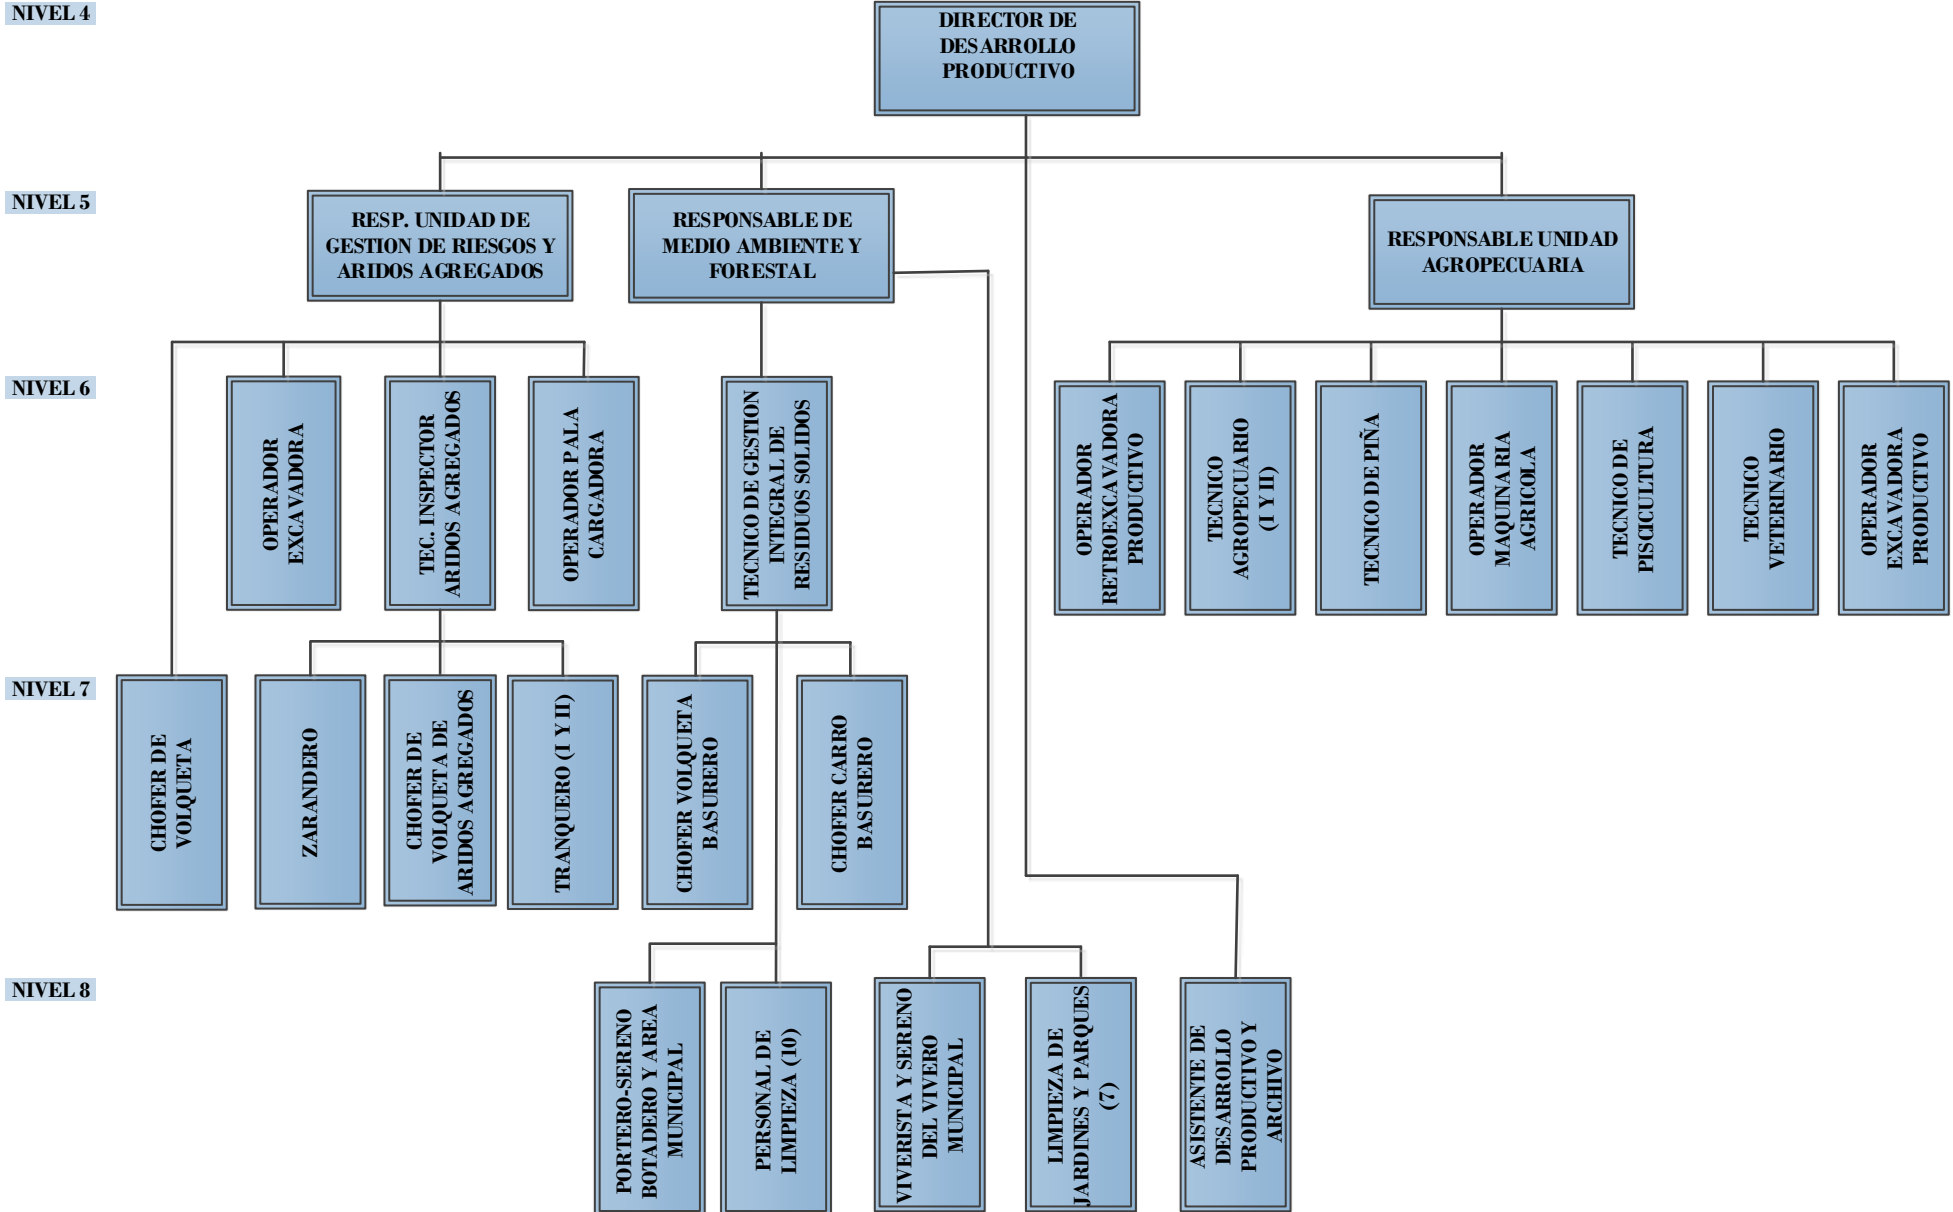 NIVEL 4
DIRECTOR DE
DESARROLLO
PRODUCTIVO
NIVEL 5
RESP. UNIDAD DE
GESTION DE RIESGOS Y
ARIDOS AGREGADOS
RESPONSABLE DE
MEDIO AMBIENTE Y
FORESTAL
RESPONSABLE UNIDAD
AGROPECUARIA
NIVEL 6
OPERADOR
EXCAVADORA
TEC. INSPECTOR
ARIDOS AGREGADOS
OPERADOR PALA
CARGADORA
TECNICO DE GESTION
INTEGRAL DE
RESIDUOS SOLIDOS
OPERADOR
RETROEXCAVADORA
PRODUCTIVO
TECNICO
AGROPECUARIO
(I Y II)
TECNICO DE PIÑA
OPERADOR
MAQUINARIA
AGRICOLA
TECNICO DE
PISCICULTURA
TECNICO
VETERINARIO
OPERADOR
EXCAVADORA
PRODUCTIVO
NIVEL 7
CHOFER DE
VOLQUETA
ZARANDERO
CHOFER DE
VOLQUETA DE
ARIDOS AGREGADOS
TRANQUERO (I Y II)
CHOFER VOLQUETA
BASURERO
CHOFER CARRO
BASURERO
NIVEL 8
PORTERO-SERENO
BOTADERO Y AREA
MUNICIPAL
PERSONAL DE
LIMPIEZA (10)
VIVERISTA Y SERENO
DEL VIVERO
MUNICIPAL
LIMPIEZA DE
JARDINES Y PARQUES
(7)
ASISTENTE DE
DESARROLLO
PRODUCTIVO Y
ARCHIVO